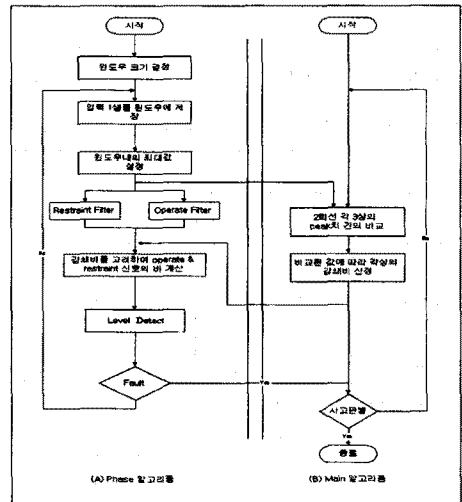 시작
윈도우 크기 결정
입력 1샘플 윈도우에 저
장
윈도우내의 최대값
설정
Restraint Filter
Operate Filter
감쇄비를 고려하여 operate &
restraint 신호의 비 계산
Level Detect
Fault
No
Yes
(A) Phase 알고리즘
시작
2회선 각 3상의
peak치 간의 비교
비교한 값에 따라 각상의
감쇄비 산정
No
사고판별
Yes
종료
(B) Main 알고리즘